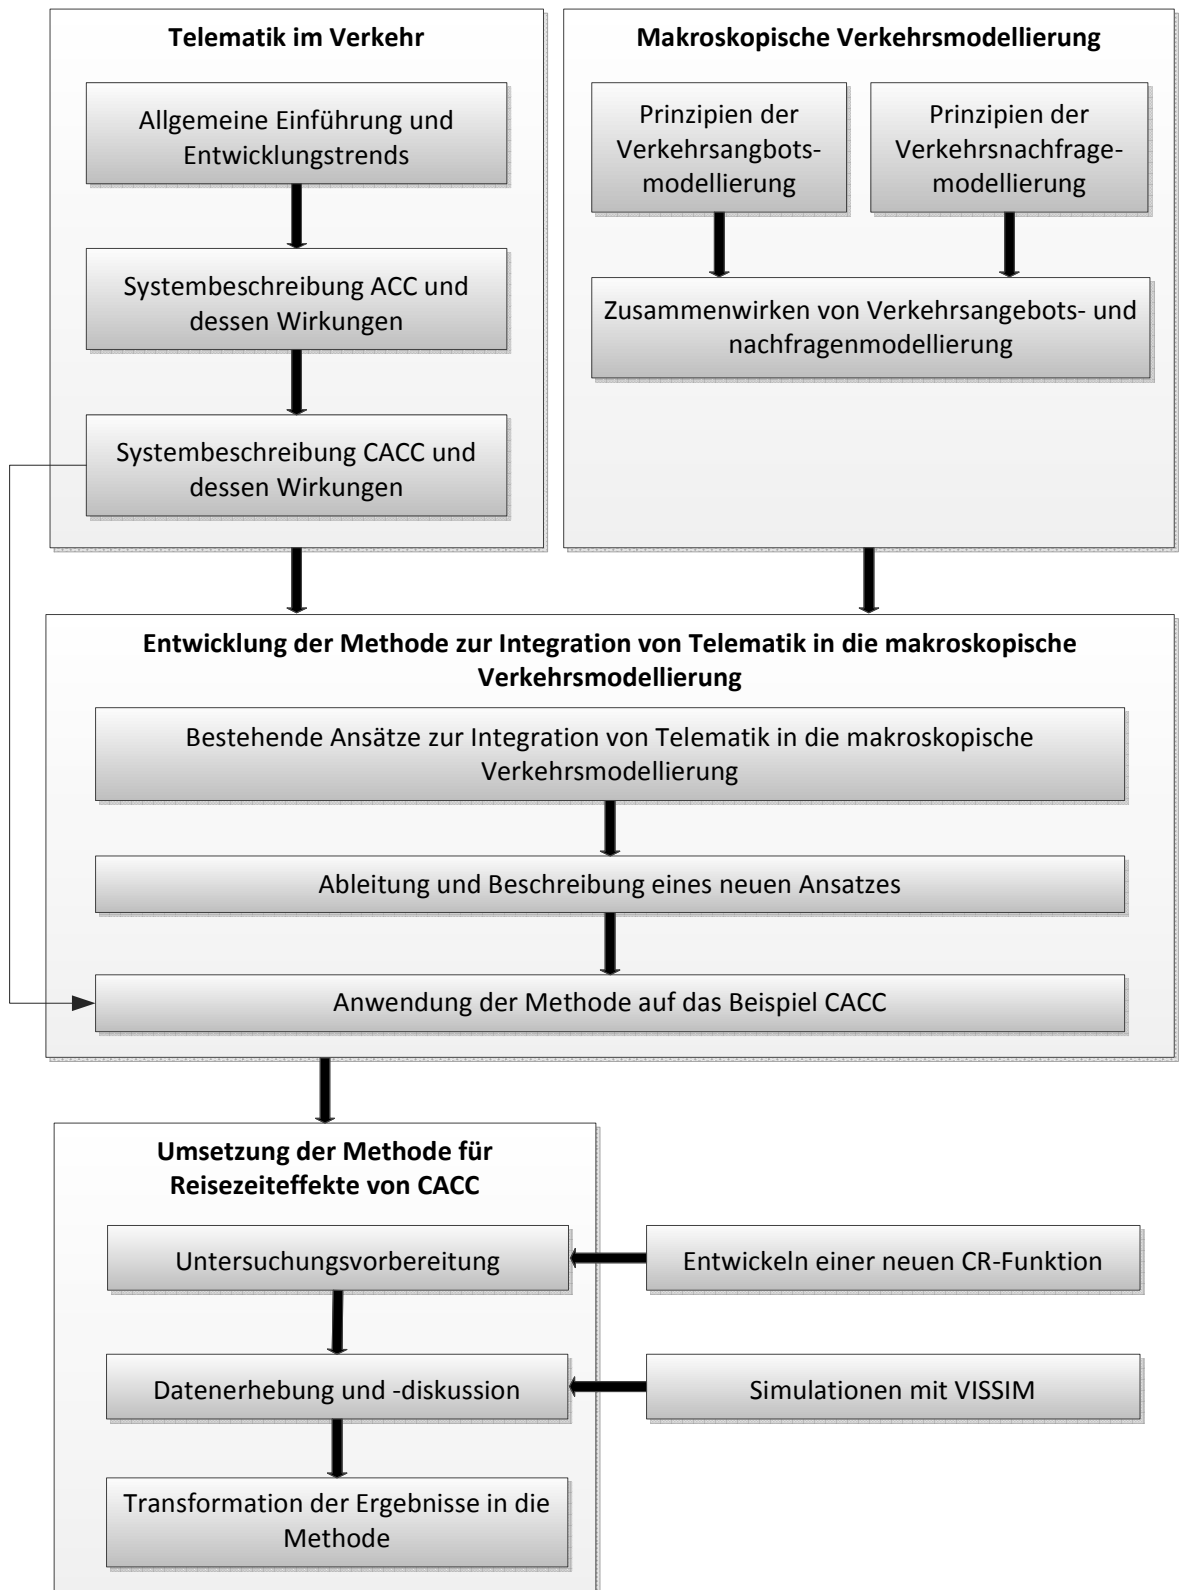 Telematik im Verkehr
Allgemeine Einführung und
Entwicklungstrends
Systembeschreibung ACC und
dessen Wirkungen
Systembeschreibung CACC und
dessen Wirkungen
Makroskopische Verkehrsmodellierung
Prinzipien der
Verkehrsangbots-
modellierung
Prinzipien der
Verkehrsnachfrage-
modellierung
Zusammenwirken von Verkehrsangebots- und
nachfragenmodellierung
Entwicklung der Methode zur Integration von Telematik in die makroskopische
Verkehrsmodellierung
Bestehende Ansätze zur Integration von Telematik in die makroskopische
Verkehrsmodellierung
Ableitung und Beschreibung eines neuen Ansatzes
Anwendung der Methode auf das Beispiel CACC
Umsetzung der Methode für
Reisezeiteffekte von CACC
Untersuchungsvorbereitung
Entwickeln einer neuen CR-Funktion
Datenerhebung und -diskussion
Simulationen mit VISSIM
Transformation der Ergebnisse in die
Methode